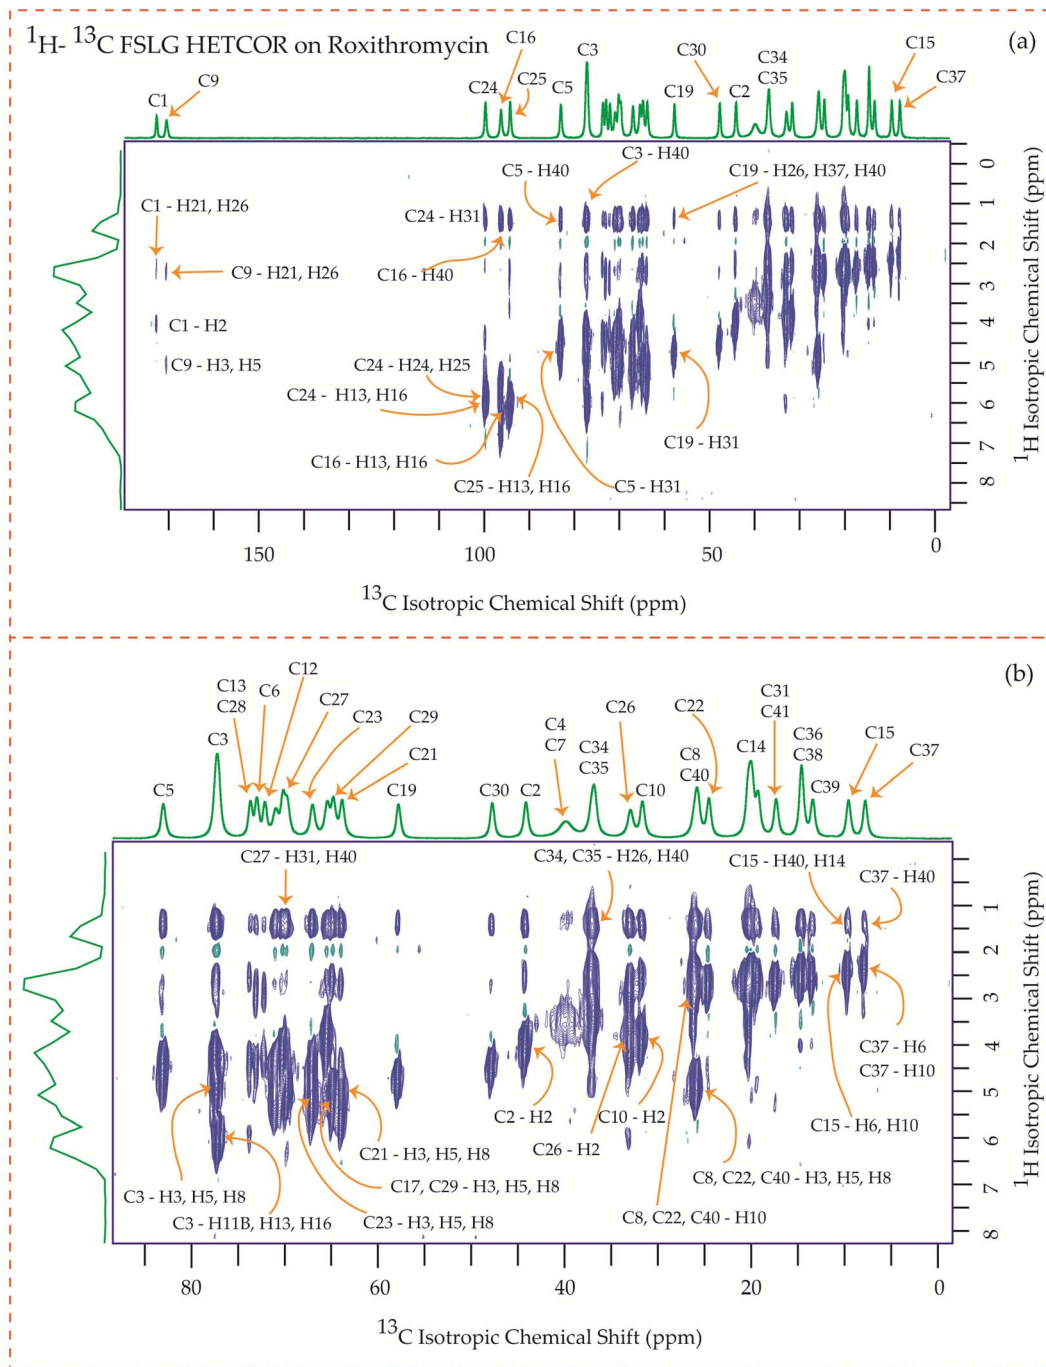 ¹H- ¹³C FSLG HETCOR on Roxithromycin
(a)
C1
C9
C24
C16
C25
C5
C3
C19
C30
C2
C34
C35
C15
C37
C1 - H21, H26
C9 - H21, H26
C1 - H2
C9 - H3, H5
C24 - H31
C16 - H40
C5 - H40
C3 - H40
C19 - H26, H37, H40
C24 - H24, H25
C24 - H13, H16
C16 - H13, H16
C25 - H13, H16
C5 - H31
C19 - H31
0
1
2
3
4
5
6
7
8
¹H Isotropic Chemical Shift (ppm)
150
100
50
0
¹³C Isotropic Chemical Shift (ppm)
(b)
C5
C3
C13
C28
C6
C12
C27
C23
C29
C21
C19
C30
C2
C4
C7
C34
C35
C26
C10
C22
C8
C40
C14
C31
C41
C36
C38
C39
C15
C37
C27 - H31, H40
C34, C35 - H26, H40
C15 - H40, H14
C37 - H40
C37 - H6
C37 - H10
C15 - H6, H10
C2 - H2
C10 - H2
C26 - H2
C21 - H3, H5, H8
C17, C29 - H3, H5, H8
C23 - H3, H5, H8
C3 - H3, H5, H8
C3 - H11B, H13, H16
C8, C22, C40 - H3, H5, H8
C8, C22, C40 - H10
1
2
3
4
5
6
7
8
¹H Isotropic Chemical Shift (ppm)
80
60
40
20
0
¹³C Isotropic Chemical Shift (ppm)